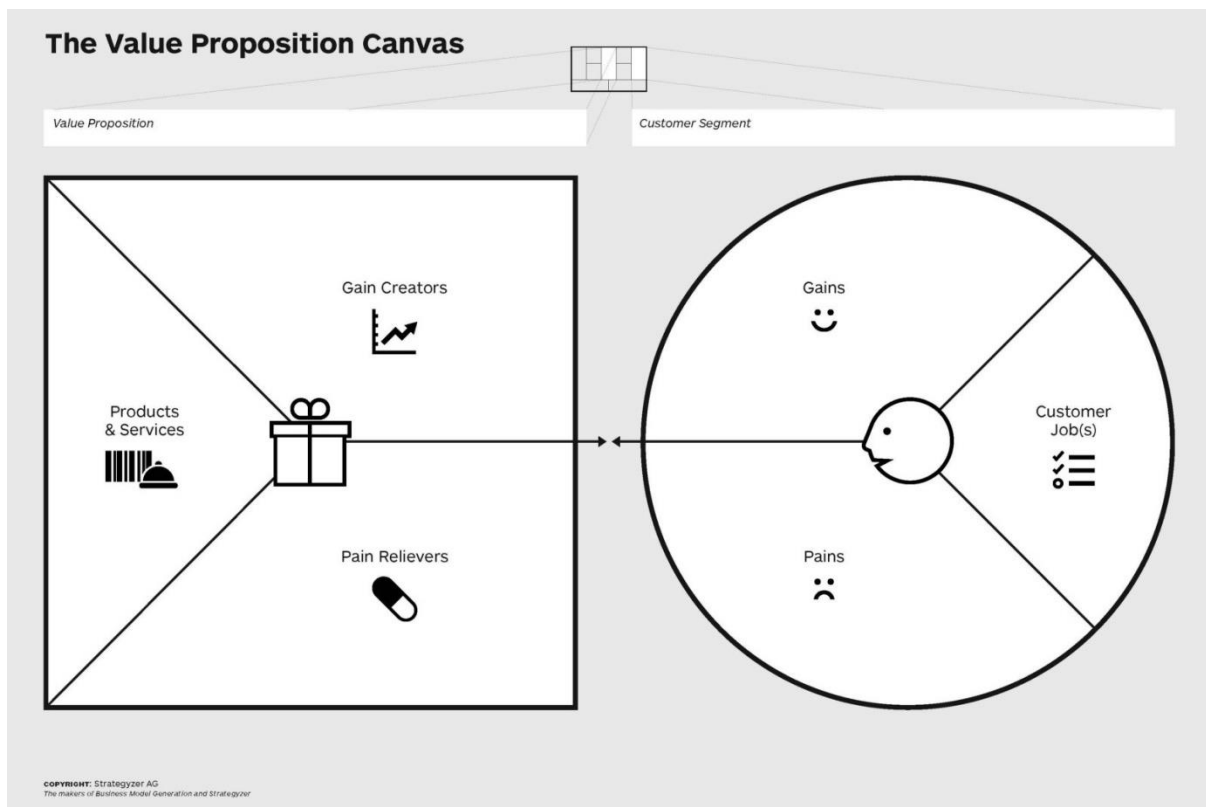 The Value Proposition Canvas
Value Proposition
Customer Segment
Gain Creators
Gains
Products
& Services
Customer
Job(s)
Pain Relievers
Pains
COPYRIGHT: Strategyzer AG
The makers of Business Model Generation and Strategyzer